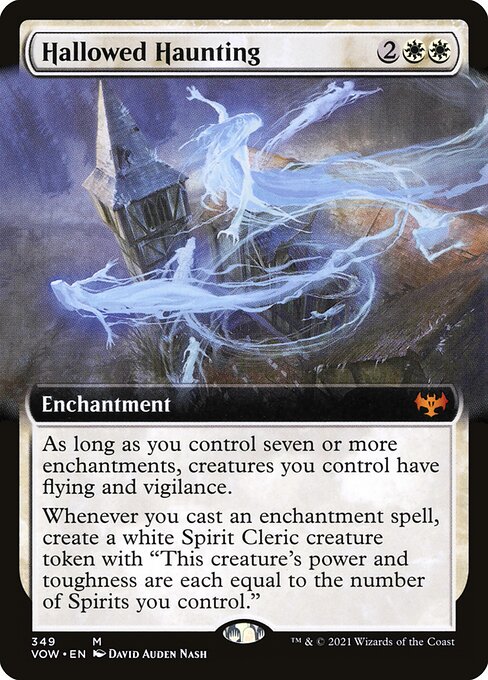 Hallowed Haunting 2
Enchantment
As long as you control seven or more
enchantments, creatures you control have
flying and vigilance.
Whenever you cast an enchantment spell,
create a white Spirit Cleric creature
token with “This creature’s power and
toughness are each equal to the number
of Spirits you control.”
349 M
VOW • EN David Auden Nash
™ & © 2021 Wizards of the Coast